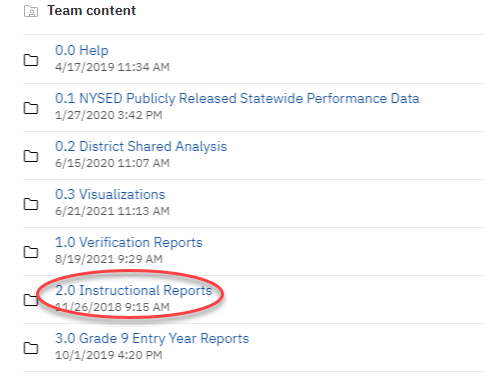 Team content
0.0 Help
4/17/2019 11:34 AM
0.1 NYSED Publicly Released Statewide Performance Data
1/27/2020 3:42 PM
0.2 District Shared Analysis
6/15/2020 11:07 AM
0.3 Visualizations
6/21/2021 11:13 AM
1.0 Verification Reports
8/19/2021 9:29 AM
2.0 Instructional Reports
11/26/2018 9:15 AM
3.0 Grade 9 Entry Year Reports
10/1/2019 4:20 PM